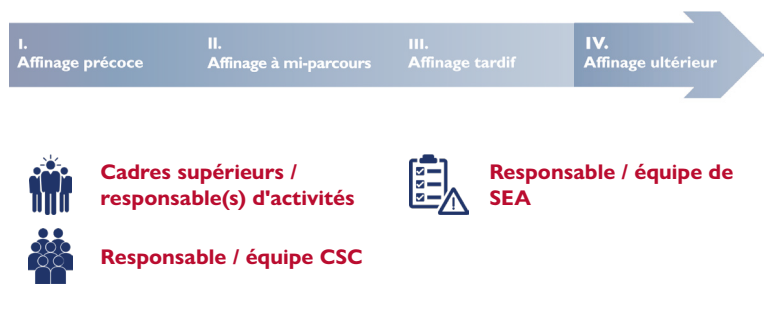 I.
Affinage précoce
II.
Affinage à mi-parcours
III.
Affinage tardif
IV.
Affinage ultérieur
Cadres supérieurs /
responsable(s) d'activités
Responsable / équipe CSC
Responsable / équipe de
SEA